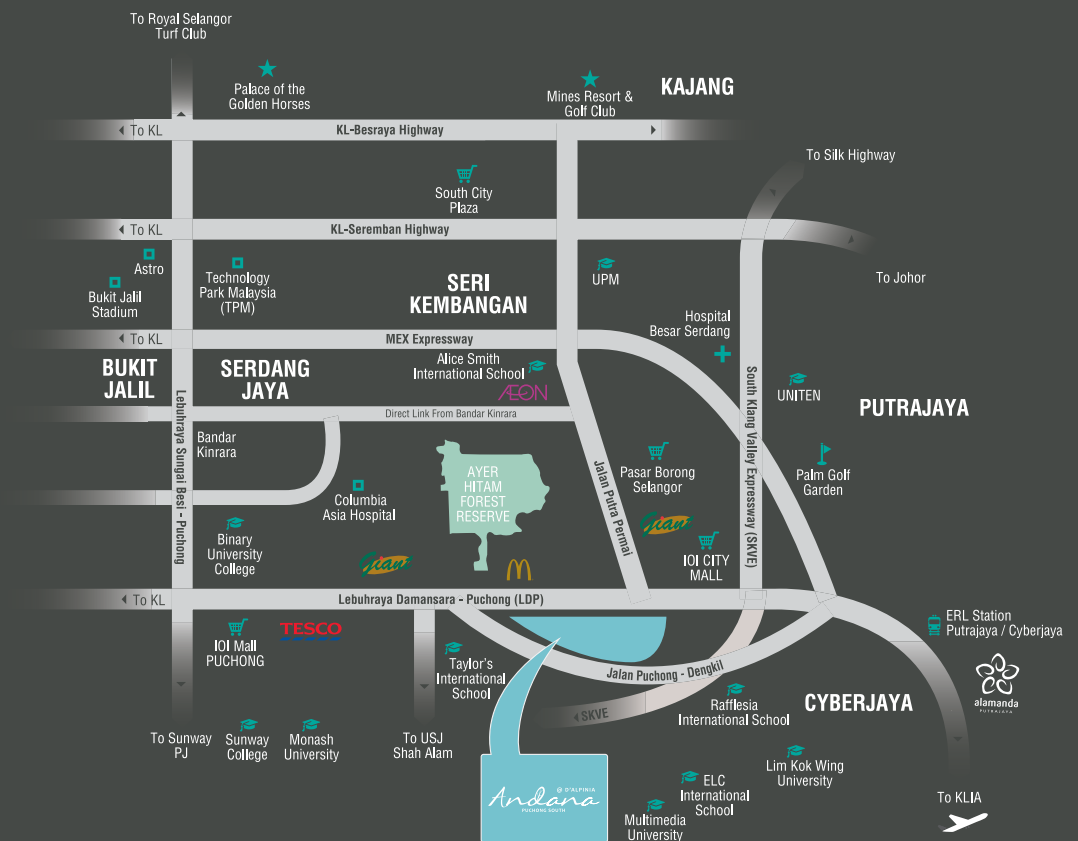 To Royal Selangor
Turf Club
Palace of the
Golden Horses
Mines Resort &
Golf Club
KAJANG
To KL
KL-Besraya Highway
To Silk Highway
South City
Plaza
To KL
KL-Seremban Highway
To Johor
Astro
Bukit Jalil
Stadium
Technology
Park Malaysia
(TPM)
SERI
KEMBANGAN
UPM
Hospital
Besar Serdang
To KL
MEX Expressway
BUKIT
JALIL
SERDANG
JAYA
Alice Smith
International School
AEON
UNITEN
PUTRAJAYA
Direct Link From Bandar Kinrara
Lebuhraya Sungai Besi - Puchong
South Klang Valley Expressway (SKVE)
Bandar
Kinrara
AYER
HITAM
FOREST
RESERVE
Jalan Putra Permai
Pasar Borong
Selangor
Palm Golf
Garden
Columbia
Asia Hospital
Binary
University
College
Giant
Giant
IOI CITY
MALL
To KL
Lebuhraya Damansara - Puchong (LDP)
ERL Station
Putrajaya / Cyberjaya
IOI Mall
PUCHONG
TESCO
Taylor's
International
School
Jalan Puchong - Dengkil
alamanda
PUTRAJAYA
SKVE
Rafflesia
International School
CYBERJAYA
To Sunway
PJ
Sunway
College
Monash
University
To USJ
Shah Alam
Lim Kok Wing
University
ELC
International
School
@ D'ALPINIA
Andana
PUCHONG SOUTH
Multimedia
University
To KLIA